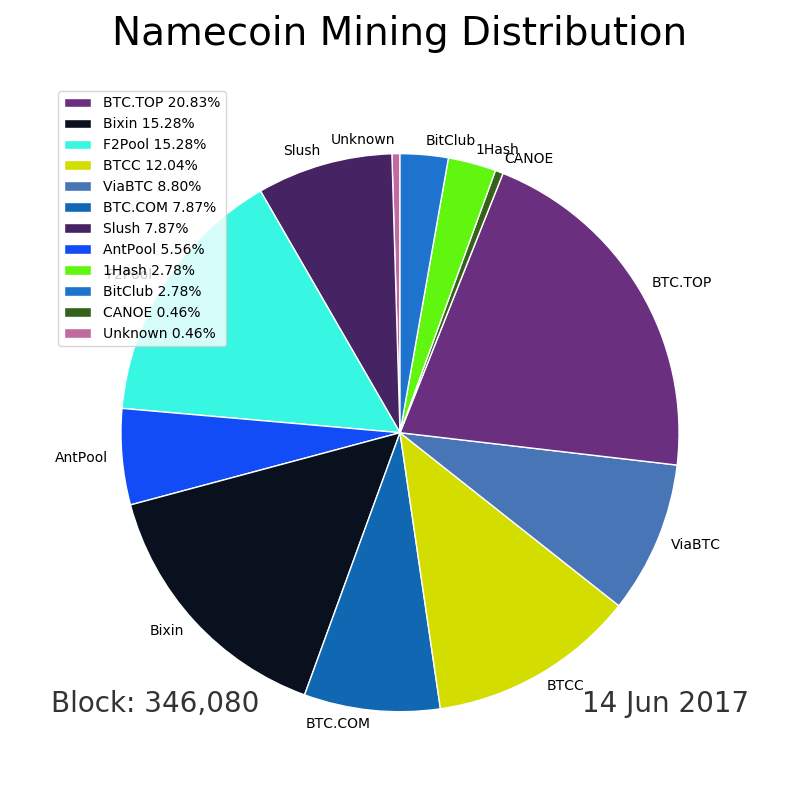 Namecoin Mining Distribution
BTC.TOP 20.83%
Bixin 15.28%
F2Pool 15.28%
BTCC 12.04%
ViaBTC 8.80%
BTC.COM 7.87%
Slush 7.87%
AntPool 5.56%
1Hash 2.78%
BitClub 2.78%
CANOE 0.46%
Unknown 0.46%
Unknown
BitClub
1Hash
CANOE
Slush
F2Pool
BTC.TOP
AntPool
ViaBTC
Bixin
BTCC
BTC.COM
Block: 346,080
14 Jun 2017